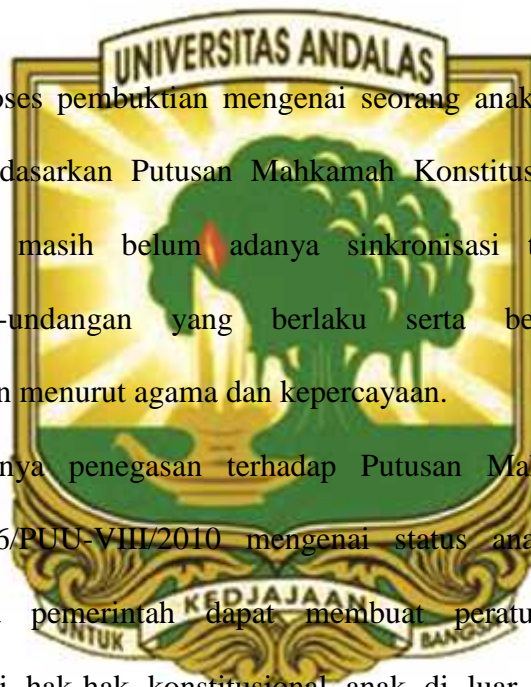 UNIVERSITAS ANDALAS
oses pembuktian mengenai seorang anak
dasarkan Putusan Mahkamah Konstitus
masih belum adanya sinkronisasi t
-undangan yang berlaku serta be
n menurut agama dan kepercayaan.
nya penegasan terhadap Putusan Ma
6/PUU-VIII/2010 mengenai status ana
KEDJAJAAN
pemerintah dapat membuat peratu
UNTUK BANGSA
i hak-hak konstitusional anak di luar